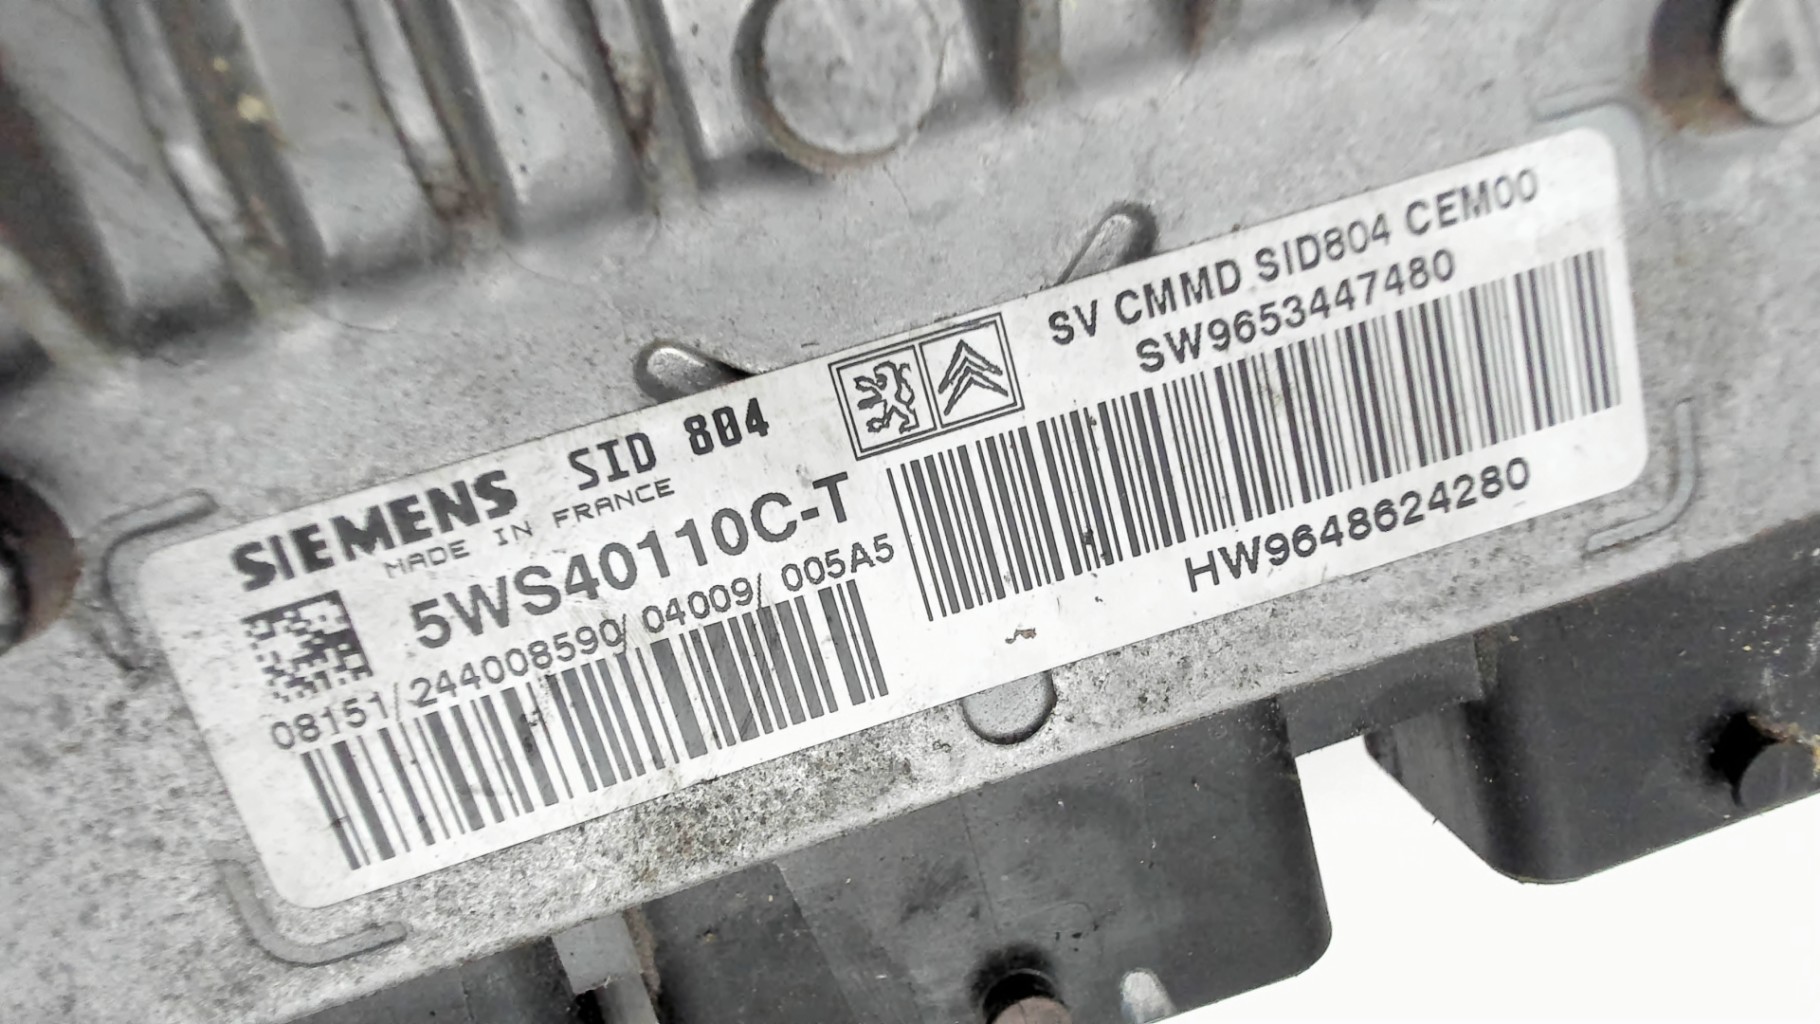 SIEMENS SID 804
MADE IN FRANCE
5WS40110C-T
08151/244008590/04009/005A5
SV CMMD SID804 CEM00
SW9653447480
HW9648624280